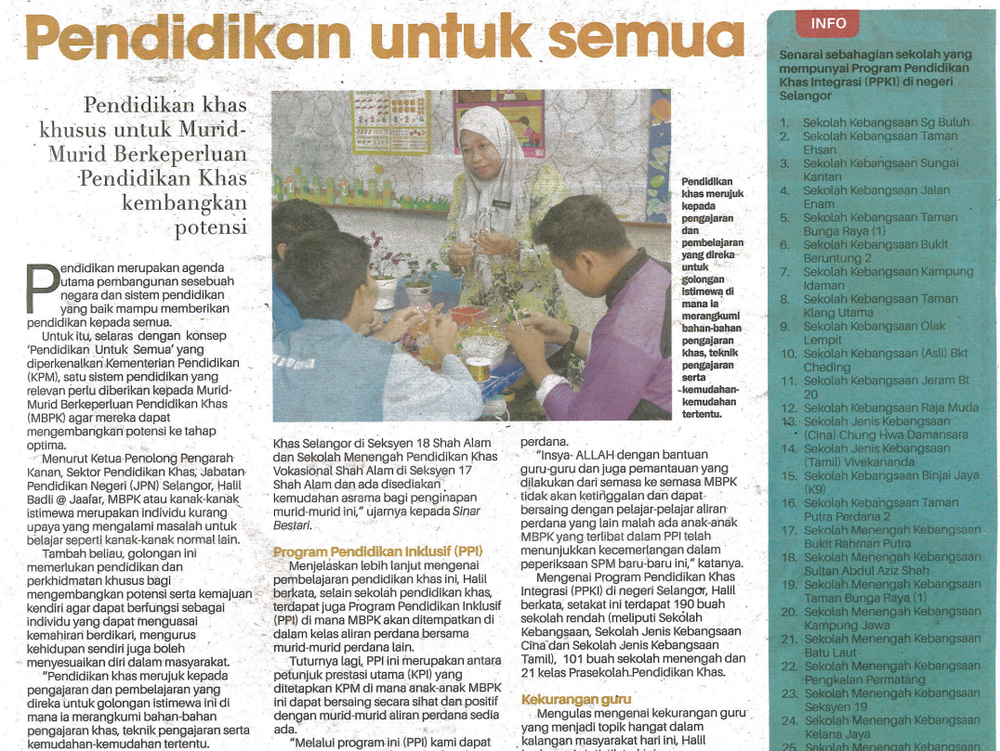 Pendidikan untuk semua
Pendidikan khas
khusus untuk Murid-
Murid Berkeperluan
Pendidikan Khas
kembangkan
potensi
Pendidikan merupakan agenda
utama pembangunan sesebuah
negara dan sistem pendidikan
yang baik mampu memberikan
pendidikan kepada semua.
Untuk itu, selaras dengan konsep
'Pendidikan Untuk Semua' yang
diperkenalkan Kementerian Pendidikan
(KPM), satu sistem pendidikan yang
relevan perlu diberikan kepada Murid-
Murid Berkeperluan Pendidikan Khas
(MBPK) agar mereka dapat
mengembangkan potensi ke tahap
optima.
Menurut Ketua Penolong Pengarah
Kanan, Sektor Pendidikan Khas, Jabatan
Pendidikan Negeri (JPN) Selangor, Halil
Badli @ Jaafar, MBPK atau kanak-kanak
istimewa merupakan individu kurang
upaya yang mengalami masalah untuk
belajar seperti kanak-kanak normal lain.
Tambah beliau, golongan ini
memerlukan pendidikan dan
perkhidmatan khusus bagi
mengembangkan potensi serta kemajuan
kendiri agar dapat berfungsi sebagai
individu yang dapat menguasai
kemahiran berdikari, mengurus
kehidupan sendiri juga boleh
menyesuaikan diri dalam masyarakat.
"Pendidikan khas merujuk kepada
pengajaran dan pembelajaran yang
direka untuk golongan istimewa ini di
mana ia merangkumi bahan-bahan
pengajaran khas, teknik pengajaran serta
kemudahan-kemudahan tertentu.
Pendidikan
khas merujuk
kepada
pengajaran
dan
pembelajaran
yang direka
untuk
golongan
istimewa di
mana ia
merangkumi
bahan-bahan
pengajaran
khas, teknik
pengajaran
serta
kemudahan-
kemudahan
tertentu.
Khas Selangor di Seksyen 18 Shah Alam
dan Sekolah Menengah Pendidikan Khas
Vokasional Shah Alam di Seksyen 17
Shah Alam dan ada disediakan
kemudahan asrama bagi penginapan
murid-murid ini," ujarnya kepada Sinar
Bestari.
Program Pendidikan Inklusif (PPI)
Menjelaskan lebih lanjut mengenai
pembelajaran pendidikan khas ini, Halil
berkata, selain sekolah pendidikan khas,
terdapat juga Program Pendidikan Inklusif
(PPI) di mana MBPK akan ditempatkan di
dalam kelas aliran perdana bersama
murid-murid perdana lain.
Tuturnya lagi, PPI ini merupakan antara
petunjuk prestasi utama (KPI) yang
ditetapkan KPM di mana anak-anak MBPK
ini dapat bersaing secara sihat dan positif
dengan murid-murid aliran perdana sedia
ada.
"Melalui program ini (PPI) kami dapat
perdana.
"Insya- ALLAH dengan bantuan
guru-guru dan juga pemantauan yang
dilakukan dari semasa ke semasa MBPK
tidak akan ketinggalan dan dapat
bersaing dengan pelajar-pelajar aliran
perdana yang lain malah ada anak-anak
MBPK yang terlibat dalam PPI telah
menunjukkan kecemerlangan dalam
peperiksaan SPM baru-baru ini," katanya.
Mengenai Program Pendidikan Khas
Integrasi (PPKI) di negeri Selangor, Halil
berkata, setakat ini terdapat 190 buah
sekolah rendah (meliputi Sekolah
Kebangsaan, Sekolah Jenis Kebangsaan
Cina dan Sekolah Jenis Kebangsaan
Tamil), 101 buah sekolah menengah dan
21 kelas Prasekolah Pendidikan Khas.
Kekurangan guru
Mengulas mengenai kekurangan guru
yang menjadi topik hangat dalam
kalangan masyarakat hari ini, Halil
INFO
Senarai sebahagian sekolah yang
mempunyai Program Pendidikan
Khas Integrasi (PPKI) di negeri
Selangor
1. Sekolah Kebangsaan Sg Buluh
2. Sekolah Kebangsaan Taman
Ehsan
3. Sekolah Kebangsaan Sungai
Kantan
4. Sekolah Kebangsaan Jalan
Enam
5. Sekolah Kebangsaan Taman
Bunga Raya (1)
6. Sekolah Kebangsaan Bukit
Beruntung 2
7. Sekolah Kebangsaan Kampung
Idaman
8. Sekolah Kebangsaan Taman
Klang Utama
9. Sekolah Kebangsaan Olak
Lempit
10. Sekolah Kebangsaan (Asli) Bkt
Cheding
11. Sekolah Kebangsaan Jeram Bt
20
12. Sekolah Kebangsaan Raja Muda
13. Sekolah Jenis Kebangsaan
(Cina) Chung Hwa Damansara
14. Sekolah Jenis Kebangsaan
(Tamil) Vivekananda
15. Sekolah Kebangsaan Binjai Jaya
(K9)
16. Sekolah Kebangsaan Taman
Putra Perdana 2
17. Sekolah Menengah Kebangsaan
Bukit Rahman Putra
18. Sekolah Menengah Kebangsaan
Sultan Abdul Aziz Shah
19. Sekolah Menengah Kebangsaan
Taman Bunga Raya (1)
20. Sekolah Menengah Kebangsaan
Kampung Jawa
21. Sekolah Menengah Kebangsaan
Batu Laut
22. Sekolah Menengah Kebangsaan
Pengkalan Permatang
23. Sekolah Menengah Kebangsaan
Seksyen 19
24. Sekolah Menengah Kebangsaan
Kelana Jaya
25. Sekolah Menengah Kebangsaan